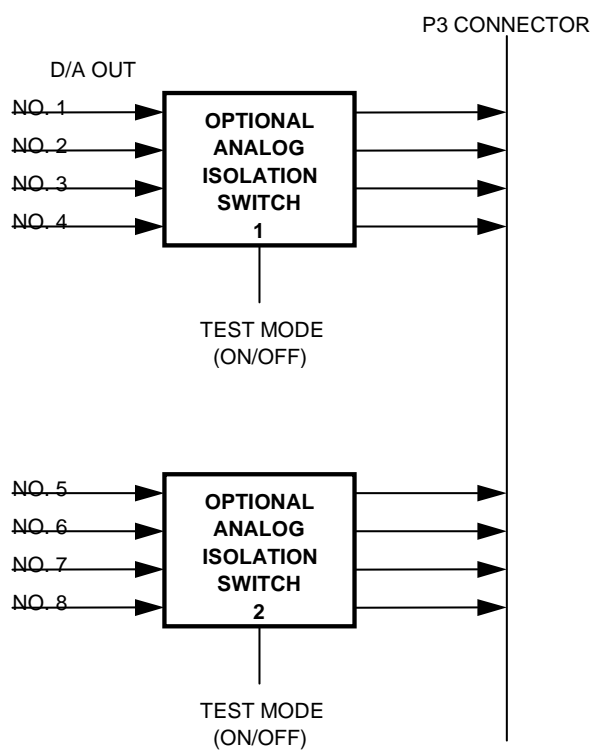 P3 CONNECTOR
D/A OUT
NO. 1
NO. 2
NO. 3
NO. 4
OPTIONAL
ANALOG
ISOLATION
SWITCH
1
TEST MODE
(ON/OFF)
NO. 5
NO. 6
NO. 7
NO. 8
OPTIONAL
ANALOG
ISOLATION
SWITCH
2
TEST MODE
(ON/OFF)